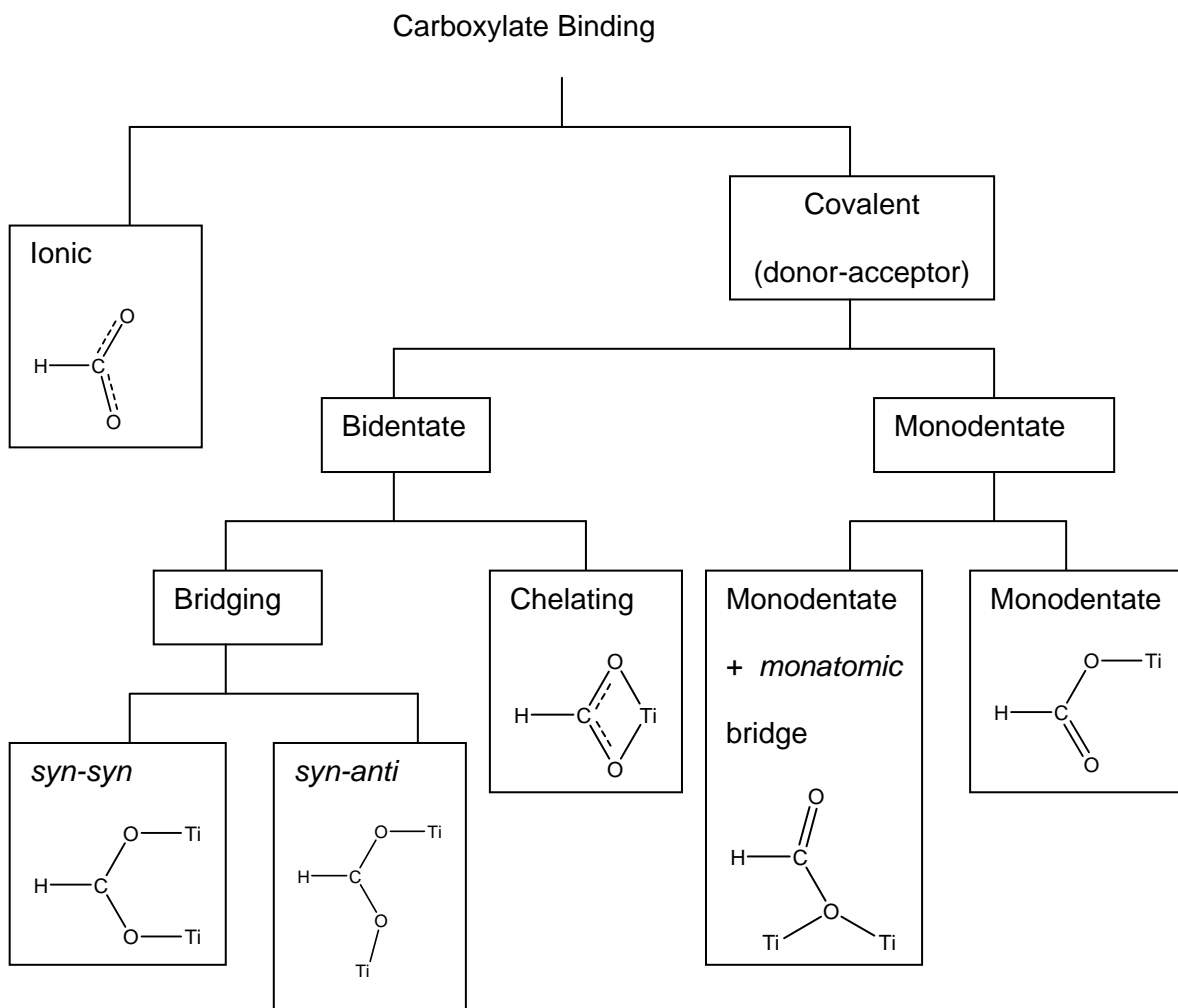 Carboxylate Binding
Covalent
(donor-acceptor)
Ionic
O
H
C
O
Bidentate
Monodentate
Bridging
Chelating
O
H
C
Ti
O
Monodentate
+ monatomic
bridge
O
H
C
O
Ti
Ti
Monodentate
O
Ti
H
C
O
syn-syn
O
Ti
H
C
O
Ti
syn-anti
O
Ti
H
C
O
Ti